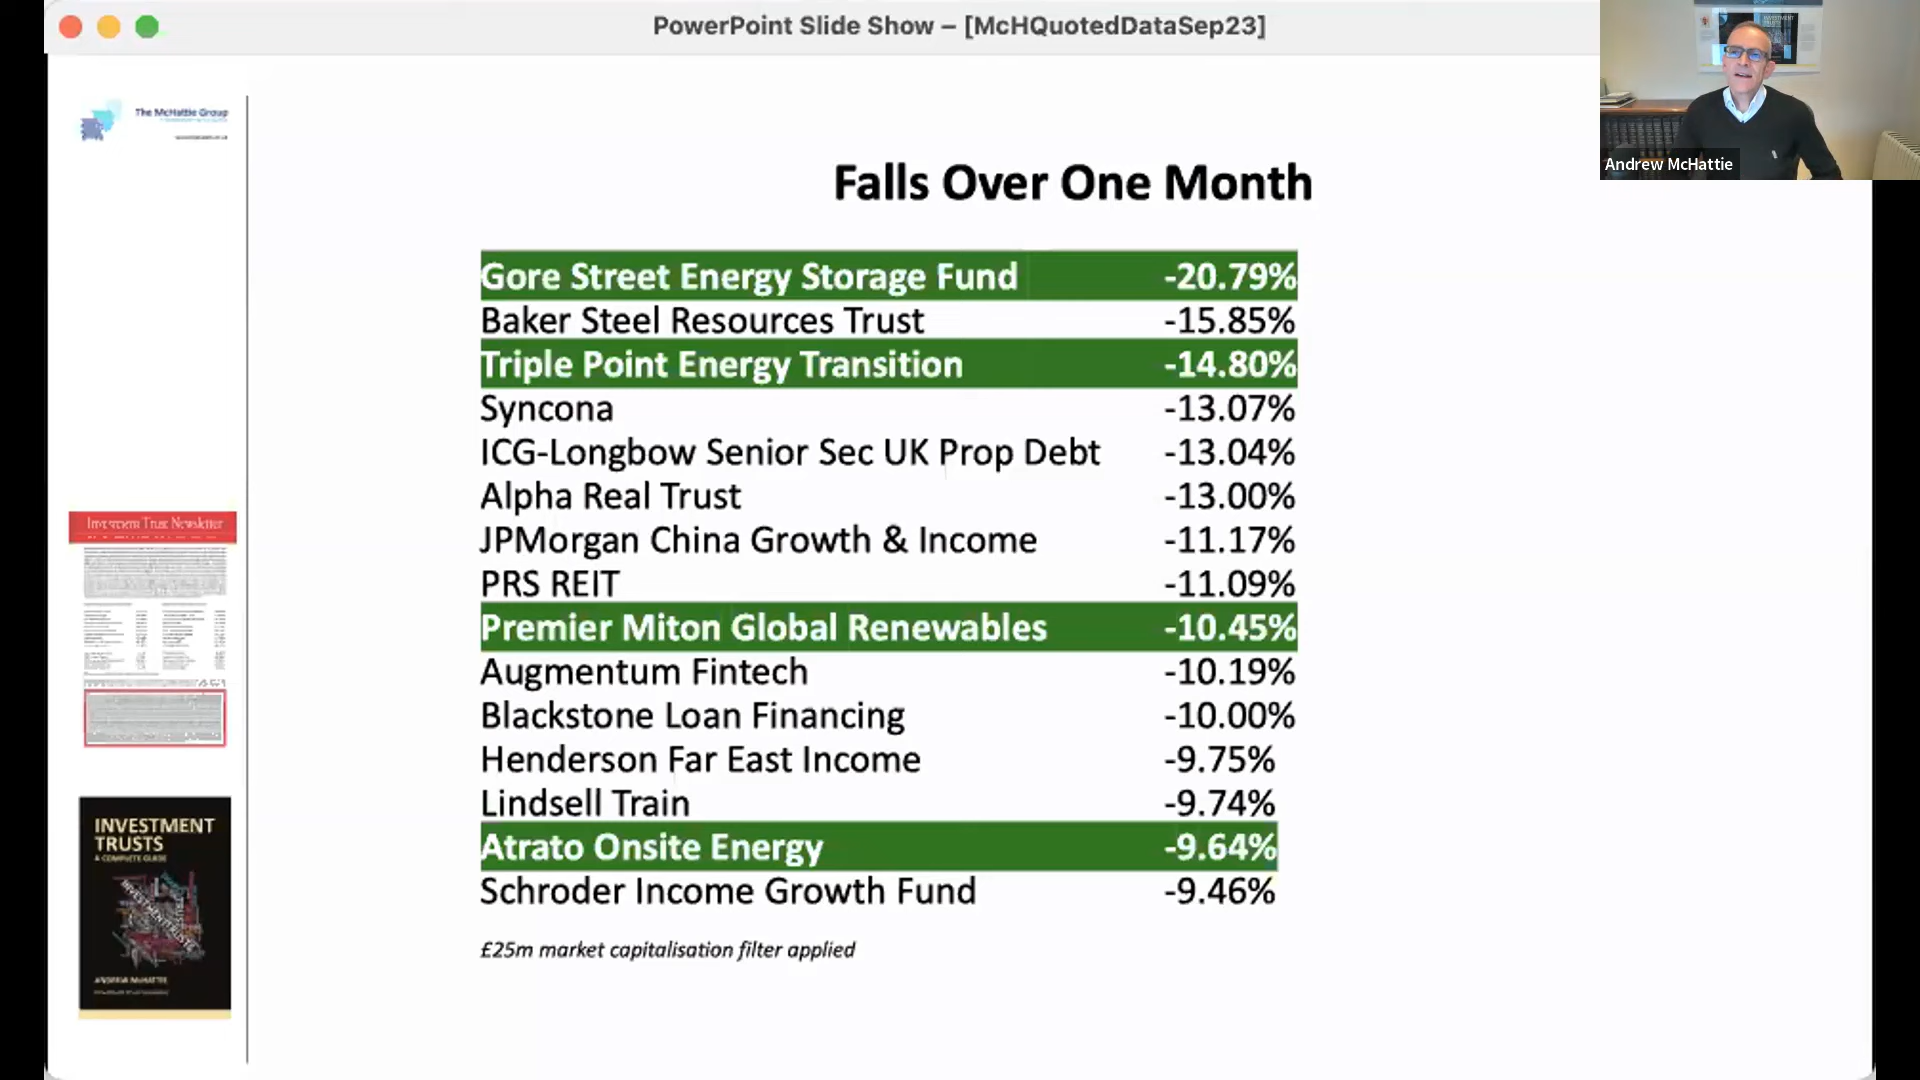 PowerPoint Slide Show – [McHQuotedDataSep23]
Andrew McHattie
The McHattie Group
Falls Over One Month
Gore Street Energy Storage Fund -20.79%
Baker Steel Resources Trust -15.85%
Triple Point Energy Transition -14.80%
Syncona -13.07%
ICG-Longbow Senior Sec UK Prop Debt -13.04%
Alpha Real Trust -13.00%
JPMorgan China Growth & Income -11.17%
PRS REIT -11.09%
Premier Miton Global Renewables -10.45%
Augmentum Fintech -10.19%
Blackstone Loan Financing -10.00%
Henderson Far East Income -9.75%
Lindsell Train -9.74%
Atrato Onsite Energy -9.64%
Schroder Income Growth Fund -9.46%
£25m market capitalisation filter applied
Investment Trust Newsletter
INVESTMENT
TRUSTS
A COMPLETE GUIDE
ANDREW McHATTIE